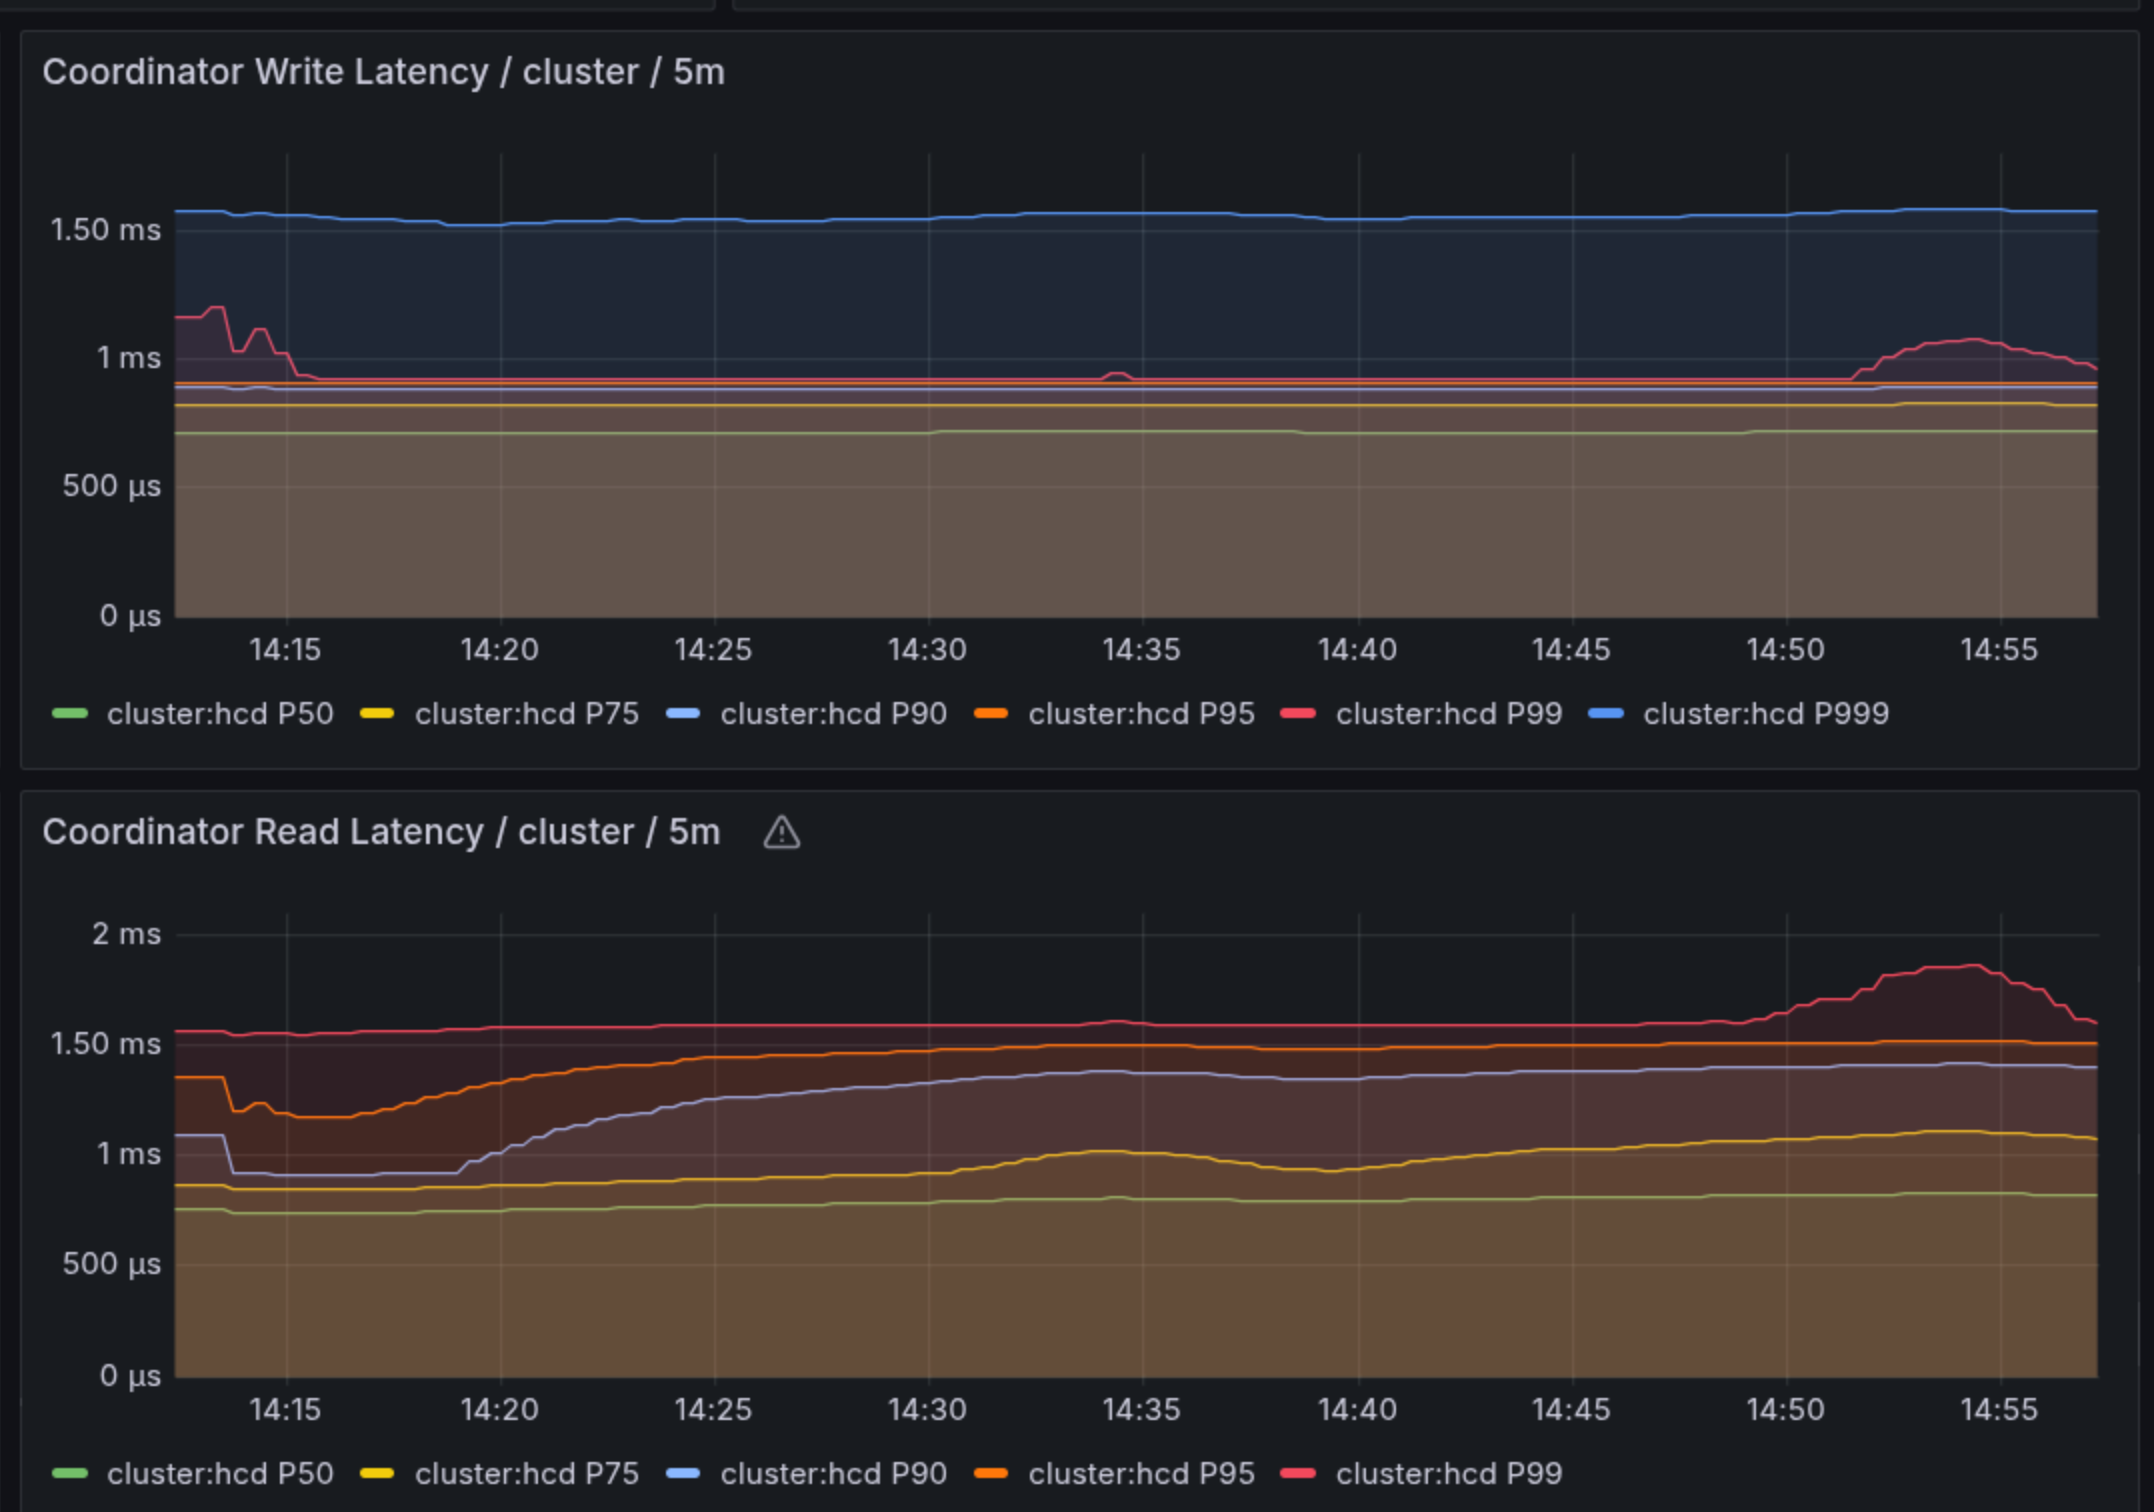 Coordinator Write Latency / cluster / 5m
1.50 ms
1 ms
500 µs
0 µs
14:15 14:20 14:25 14:30 14:35 14:40 14:45 14:50 14:55
cluster:hcd P50 cluster:hcd P75 cluster:hcd P90 cluster:hcd P95 cluster:hcd P99 cluster:hcd P999
Coordinator Read Latency / cluster / 5m
2 ms
1.50 ms
1 ms
500 µs
0 µs
14:15 14:20 14:25 14:30 14:35 14:40 14:45 14:50 14:55
cluster:hcd P50 cluster:hcd P75 cluster:hcd P90 cluster:hcd P95 cluster:hcd P99